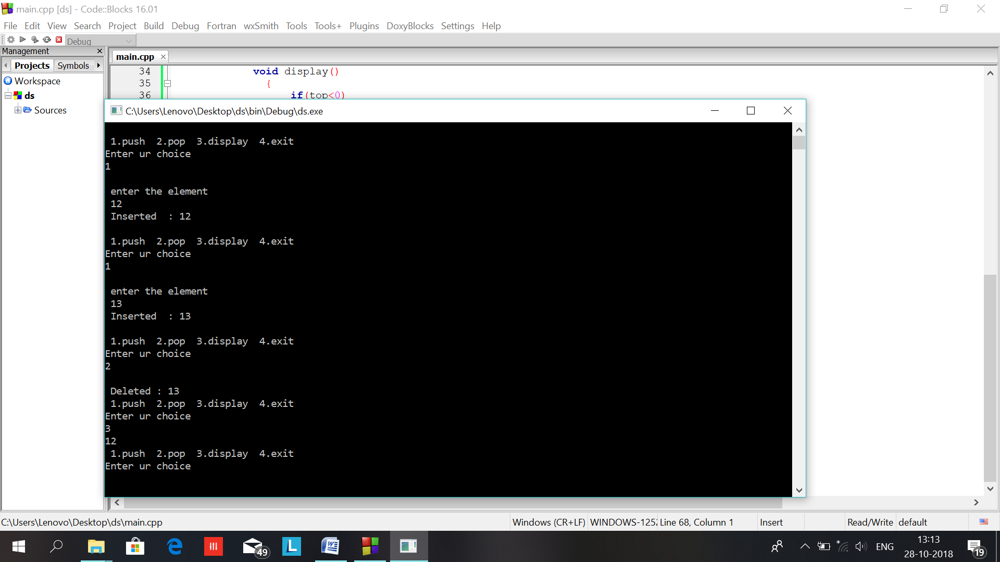 main.cpp [ds] - Code::Blocks 16.01
File Edit View Search Project Build Debug Fortran wxSmith Tools Tools+ Plugins DoxyBlocks Settings Help
Debug
Management
main.cpp
Projects Symbols
34 void display()
35 {
36 if(top<0)
Workspace
ds
Sources
C:\Users\Lenovo\Desktop\ds\bin\Debug\ds.exe
1.push 2.pop 3.display 4.exit
Enter ur choice
1
enter the element
12
Inserted : 12
1.push 2.pop 3.display 4.exit
Enter ur choice
1
enter the element
13
Inserted : 13
1.push 2.pop 3.display 4.exit
Enter ur choice
2
Deleted : 13
1.push 2.pop 3.display 4.exit
Enter ur choice
3
12
1.push 2.pop 3.display 4.exit
Enter ur choice
C:\Users\Lenovo\Desktop\ds\main.cpp Windows (CR+LF) WINDOWS-1252 Line 68, Column 1 Insert Read/Write default
49 L W ENG 13:13
28-10-2018 19